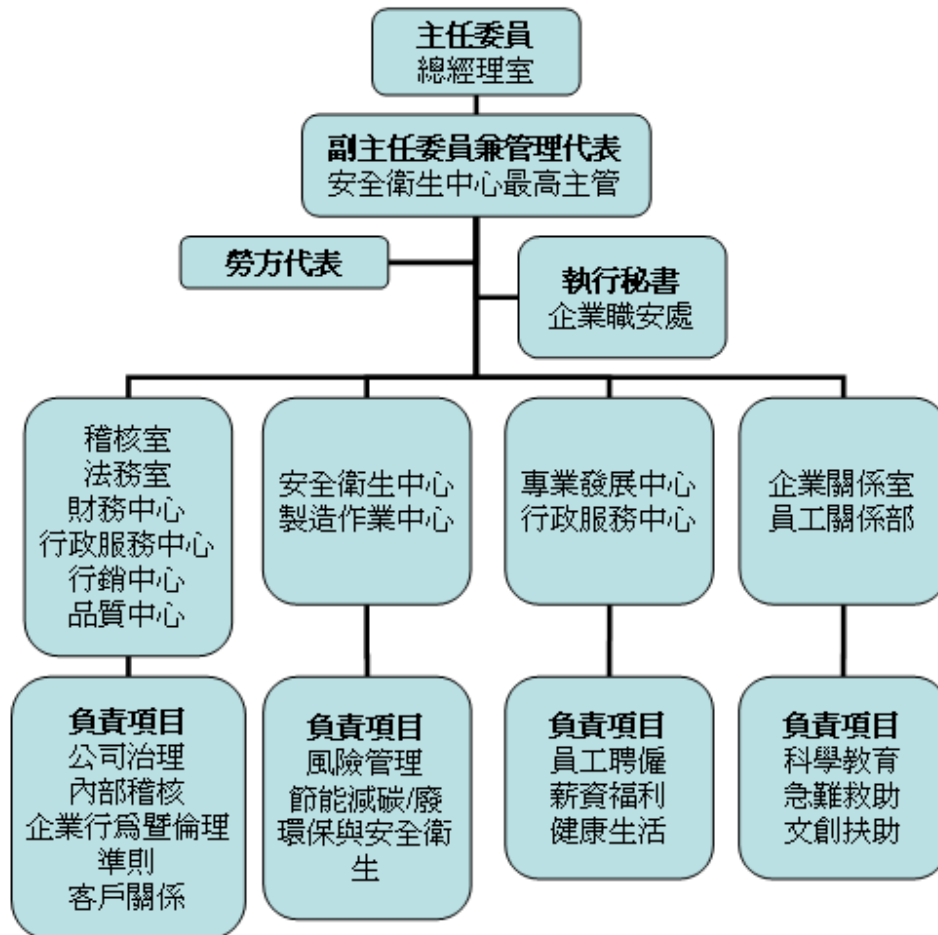 主任委員
總經理室
副主任委員兼管理代表
安全衛生中心最高主管
勞方代表
執行秘書
企業職安處
稽核室
法務室
財務中心
行政服務中心
行銷中心
品質中心
安全衛生中心
製造作業中心
專業發展中心
行政服務中心
企業關係室
員工關係部
負責項目
公司治理
內部稽核
企業行為暨倫理
準則
客戶關係
負責項目
風險管理
節能減碳/廢
環保與安全衛
生
負責項目
員工聘僱
薪資福利
健康生活
負責項目
科學教育
急難救助
文創扶助